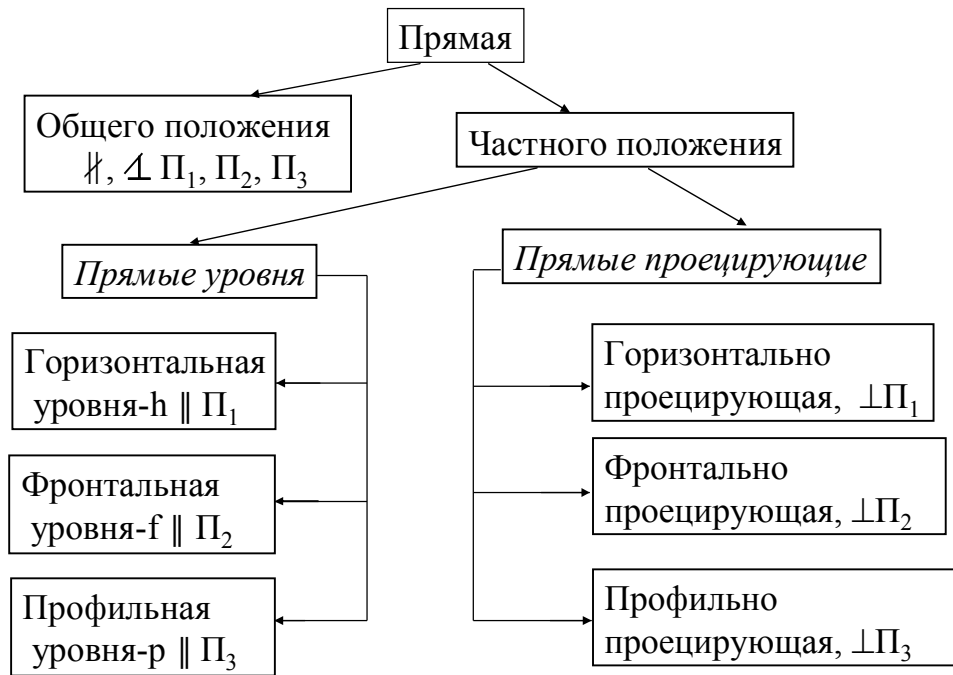 Прямая
Общего положения
∦, ⊥̸ П₁, П₂, П₃
Частного положения
Прямые уровня
Прямые проецирующие
Горизонтальная
уровня-h ∥ П₁
Фронтальная
уровня-f ∥ П₂
Профильная
уровня-p ∥ П₃
Горизонтально
проецирующая, ⊥П₁
Фронтально
проецирующая, ⊥П₂
Профильно
проецирующая, ⊥П₃